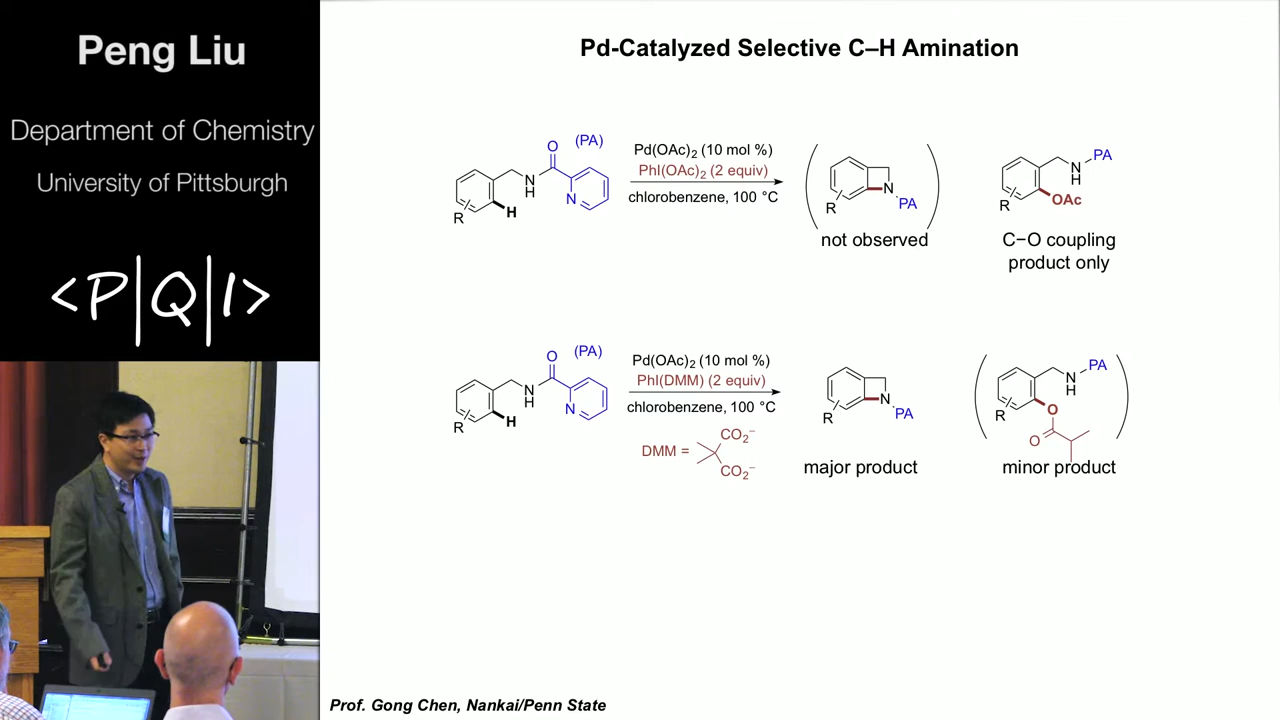 Peng Liu
Department of Chemistry
University of Pittsburgh
<P|Q|I>
Pd-Catalyzed Selective C–H Amination
(PA)
O
N
H
N
H
R
Pd(OAc)2 (10 mol %)
PhI(OAc)2 (2 equiv)
chlorobenzene, 100 °C
R
N
PA
not observed
PA
N
H
R
OAc
C−O coupling
product only
(PA)
O
N
H
N
H
R
Pd(OAc)2 (10 mol %)
PhI(DMM) (2 equiv)
chlorobenzene, 100 °C
DMM =
CO2−
CO2−
R
N
PA
major product
PA
N
H
R
O
O
minor product
Prof. Gong Chen, Nankai/Penn State